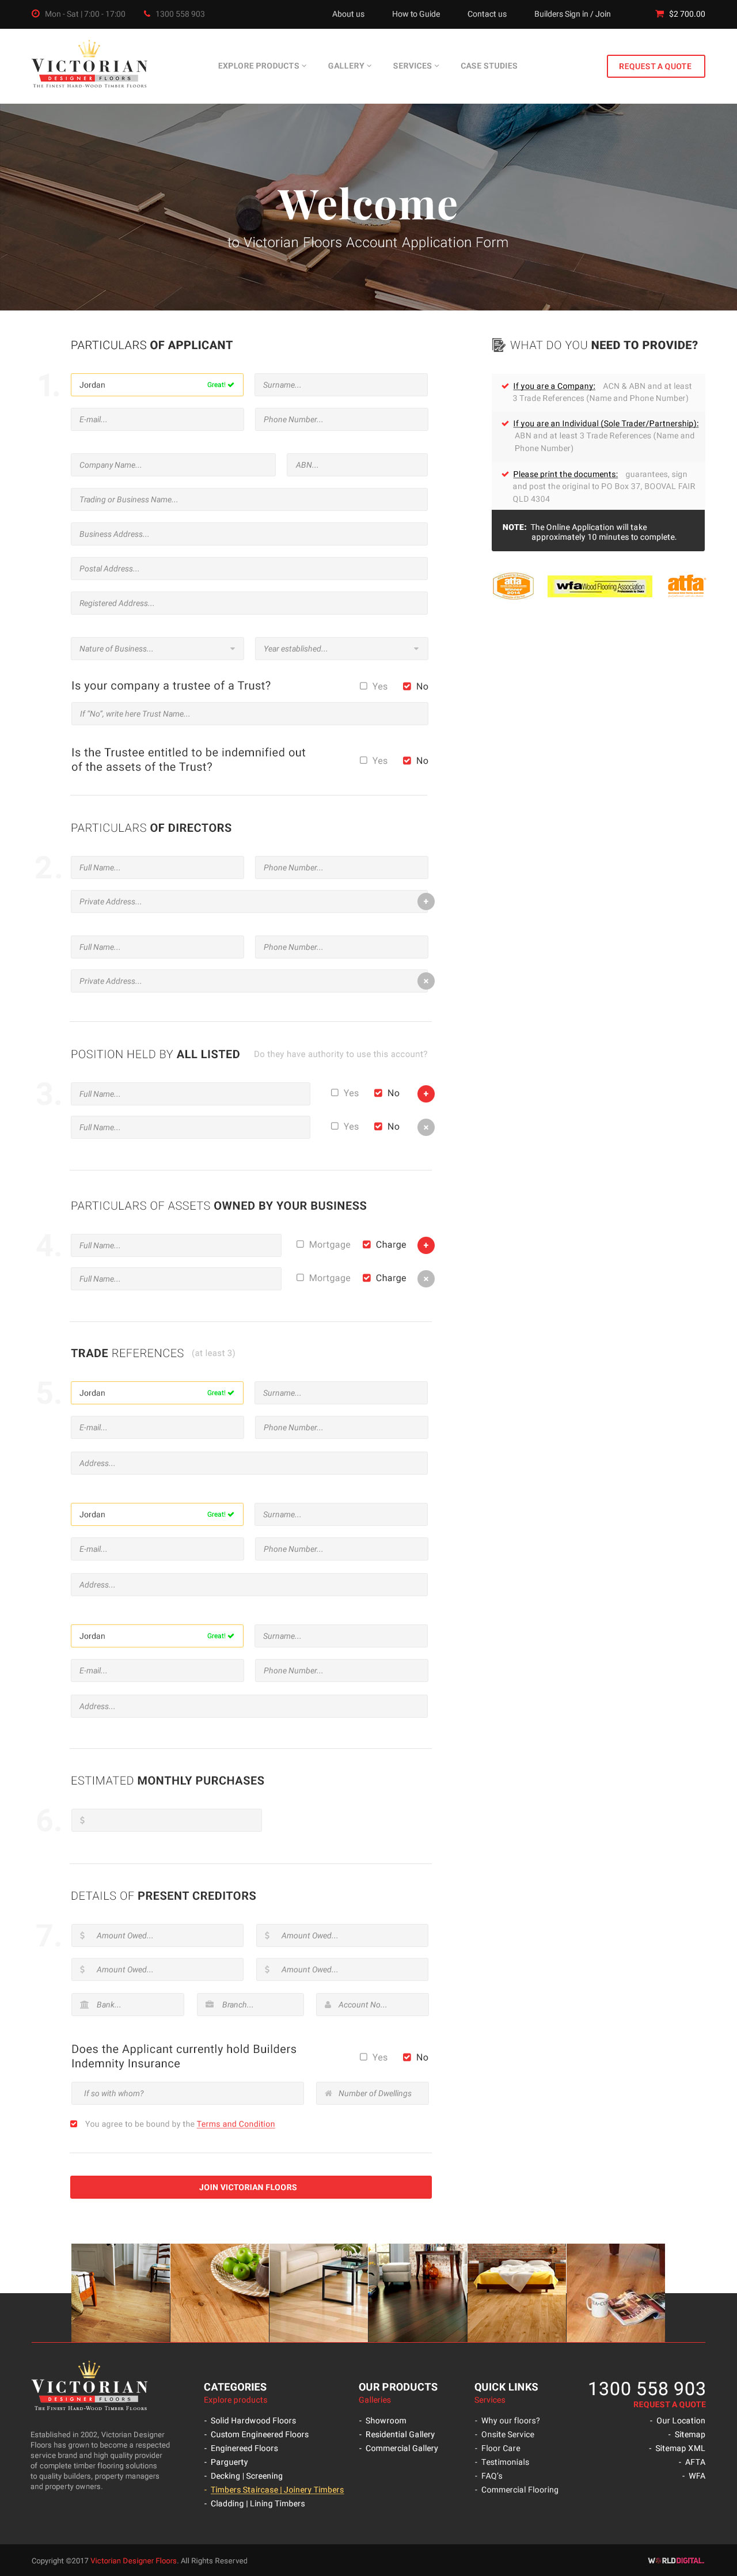 Mon - Sat | 7:00 - 17:00 1300 558 903 About us How to Guide Contact us Builders Sign in / Join $2 700.00
VICTORIAN
DESIGNER FLOORS
The Finest Hard-Wood Timber Floors
EXPLORE PRODUCTS GALLERY SERVICES CASE STUDIES REQUEST A QUOTE
Welcome
to Victorian Floors Account Application Form
PARTICULARS OF APPLICANT
1.
Jordan Great! Surname...
E-mail... Phone Number...
Company Name... ABN...
Trading or Business Name...
Business Address...
Postal Address...
Registered Address...
Nature of Business... Year established...
Is your company a trustee of a Trust? Yes No
If "No", write here Trust Name...
Is the Trustee entitled to be indemnified out
of the assets of the Trust? Yes No
WHAT DO YOU NEED TO PROVIDE?
If you are a Company: ACN & ABN and at least
3 Trade References (Name and Phone Number)
If you are an Individual (Sole Trader/Partnership):
ABN and at least 3 Trade References (Name and
Phone Number)
Please print the documents: guarantees, sign
and post the original to PO Box 37, BOOVAL FAIR
QLD 4304
NOTE: The Online Application will take
approximately 10 minutes to complete.
atfa
wfa Wood Flooring Association
atfa
PARTICULARS OF DIRECTORS
2.
Full Name... Phone Number...
Private Address...
Full Name... Phone Number...
Private Address...
POSITION HELD BY ALL LISTED Do they have authority to use this account?
3.
Full Name... Yes No
Full Name... Yes No
PARTICULARS OF ASSETS OWNED BY YOUR BUSINESS
4.
Full Name... Mortgage Charge
Full Name... Mortgage Charge
TRADE REFERENCES (at least 3)
5.
Jordan Great! Surname...
E-mail... Phone Number...
Address...
Jordan Great! Surname...
E-mail... Phone Number...
Address...
Jordan Great! Surname...
E-mail... Phone Number...
Address...
ESTIMATED MONTHLY PURCHASES
6.
$
DETAILS OF PRESENT CREDITORS
7.
$ Amount Owed... $ Amount Owed...
$ Amount Owed... $ Amount Owed...
Bank... Branch... Account No...
Does the Applicant currently hold Builders
Indemnity Insurance Yes No
If so with whom? Number of Dwellings
You agree to be bound by the Terms and Condition
JOIN VICTORIAN FLOORS
VICTORIAN
DESIGNER FLOORS
The Finest Hard-Wood Timber Floors
Established in 2002, Victorian Designer
Floors has grown to become a respected
service brand and high quality provider
of complete timber flooring solutions
to quality builders, property managers
and property owners.
CATEGORIES
Explore products
- Solid Hardwood Floors
- Custom Engineered Floors
- Enginereed Floors
- Parguerty
- Decking | Screening
- Timbers Staircase | Joinery Timbers
- Cladding | Lining Timbers
OUR PRODUCTS
Galleries
- Showroom
- Residential Gallery
- Commercial Gallery
QUICK LINKS
Services
- Why our floors?
- Onsite Service
- Floor Care
- Testimonials
- FAQ's
- Commercial Flooring
1300 558 903
REQUEST A QUOTE
- Our Location
- Sitemap
- Sitemap XML
- AFTA
- WFA
Copyright ©2017 Victorian Designer Floors. All Rights Reserved
W RLDDIGITAL.